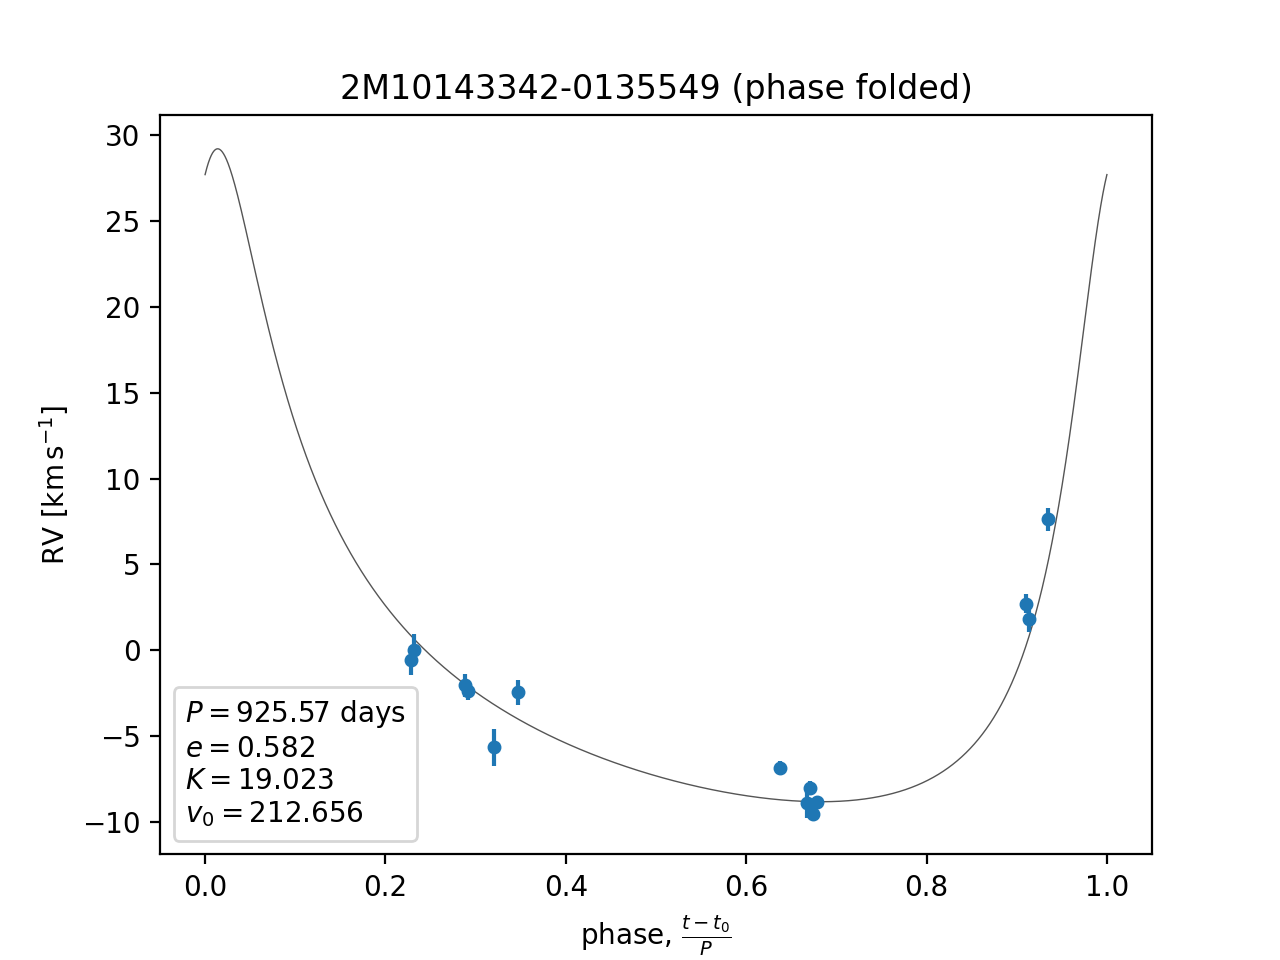 2M10143342-0135549 (phase folded)
RV [km s⁻¹]
30
25
20
15
10
5
0
−5
−10
P = 925.57 days
e = 0.582
K = 19.023
v₀ = 212.656
0.0 0.2 0.4 0.6 0.8 1.0
phase, (t − t₀)/P